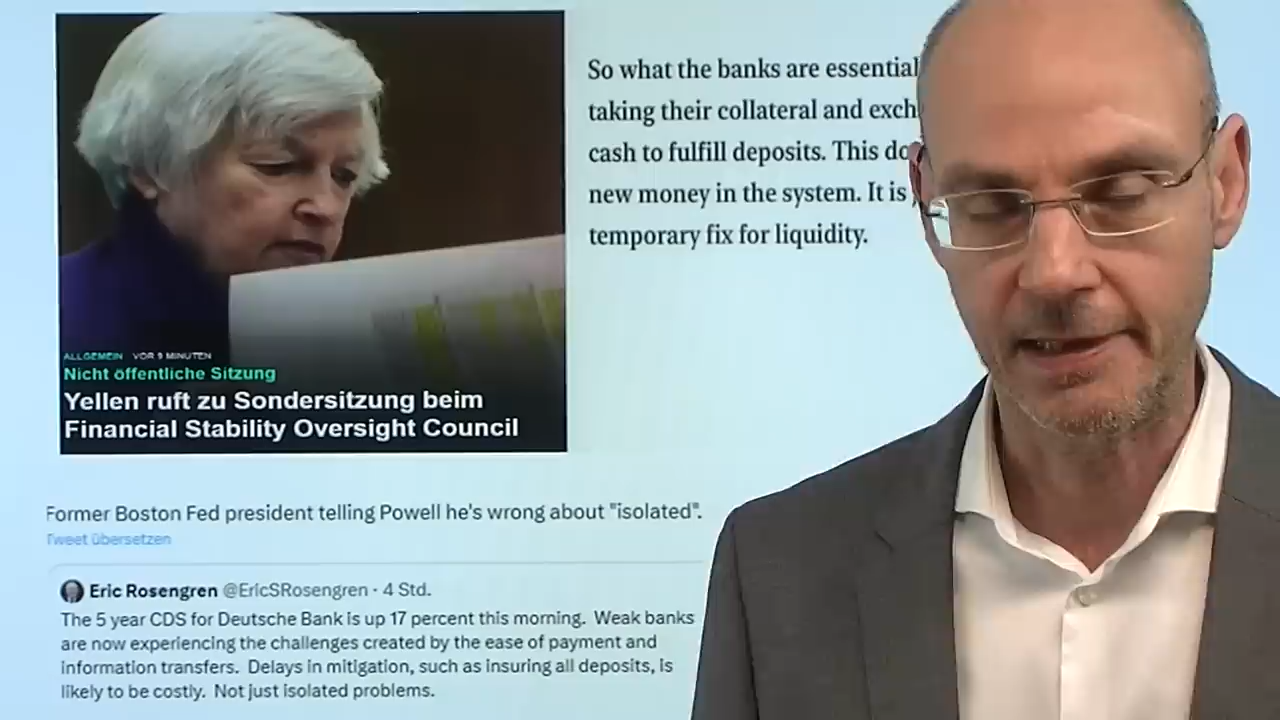 So what the banks are essential
taking their collateral and exch
cash to fulfill deposits. This do
new money in the system. It is
temporary fix for liquidity.
ALLGEMEIN VOR 9 MINUTEN
Nicht öffentliche Sitzung
Yellen ruft zu Sondersitzung beim
Financial Stability Oversight Council
Former Boston Fed president telling Powell he's wrong about "isolated".
Tweet übersetzen
Eric Rosengren @EricSRosengren · 4 Std.
The 5 year CDS for Deutsche Bank is up 17 percent this morning. Weak banks
are now experiencing the challenges created by the ease of payment and
information transfers. Delays in mitigation, such as insuring all deposits, is
likely to be costly. Not just isolated problems.